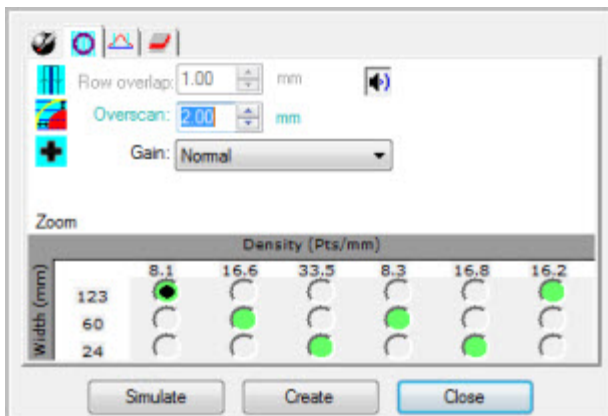 Row overlap: 1.00 mm
Overscan: 2.00 mm
Gain: Normal
Zoom
Density (Pts/mm)
8.1 16.6 33.5 8.3 16.8 16.2
Width (mm)
123
60
24
Simulate Create Close